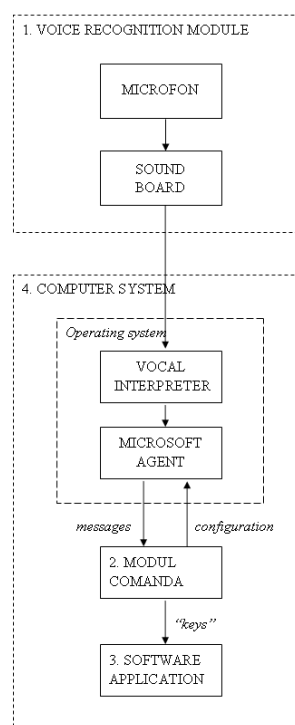 1. VOICE RECOGNITION MODULE
MICROFON
SOUND
BOARD
4. COMPUTER SYSTEM
Operating system
VOCAL
INTERPRETER
MICROSOFT
AGENT
messages
configuration
2. MODUL
COMANDA
“keys”
3. SOFTWARE
APPLICATION